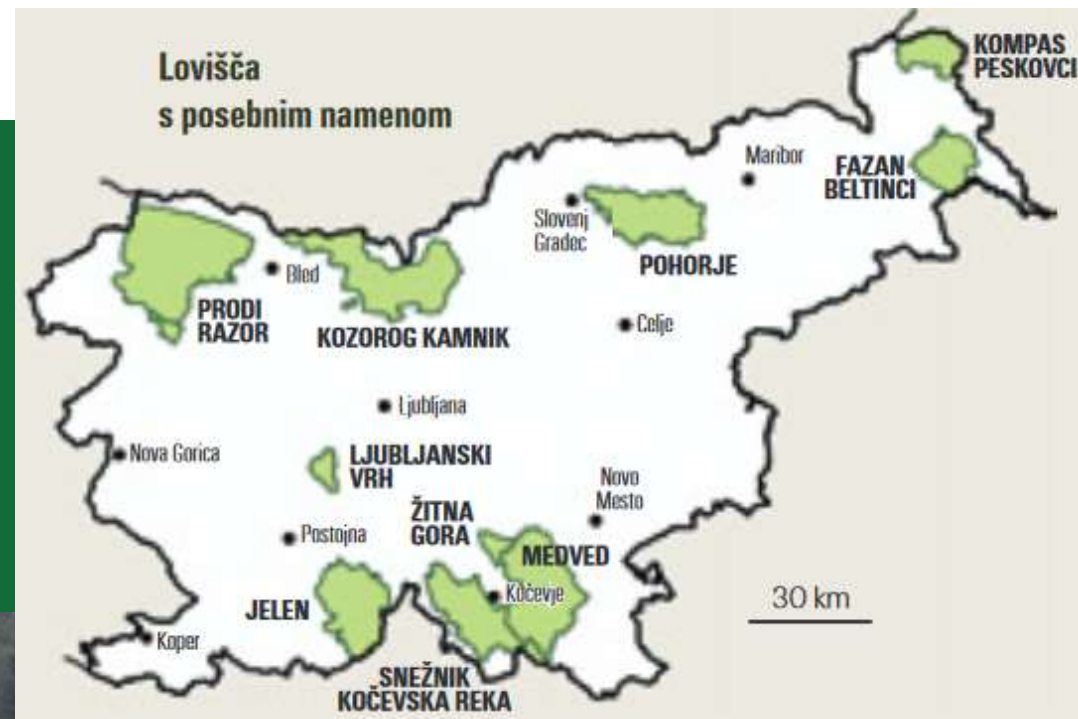 Lovišča
s posebnim namenom
KOMPAS
PESKOVCI
Maribor
FAZAN
BELTINCI
Slovenj
Gradec
POHORJE
Bled
PRODI
RAZOR
KOZOROG KAMNIK
Celje
Ljubljana
Nova Gorica
LJUBLJANSKI
VRH
Novo
Mesto
ŽITNA
GORA
Postojna
MEDVED
Kočevje
JELEN
30 km
Koper
SNEŽNIK
KOČEVSKA REKA